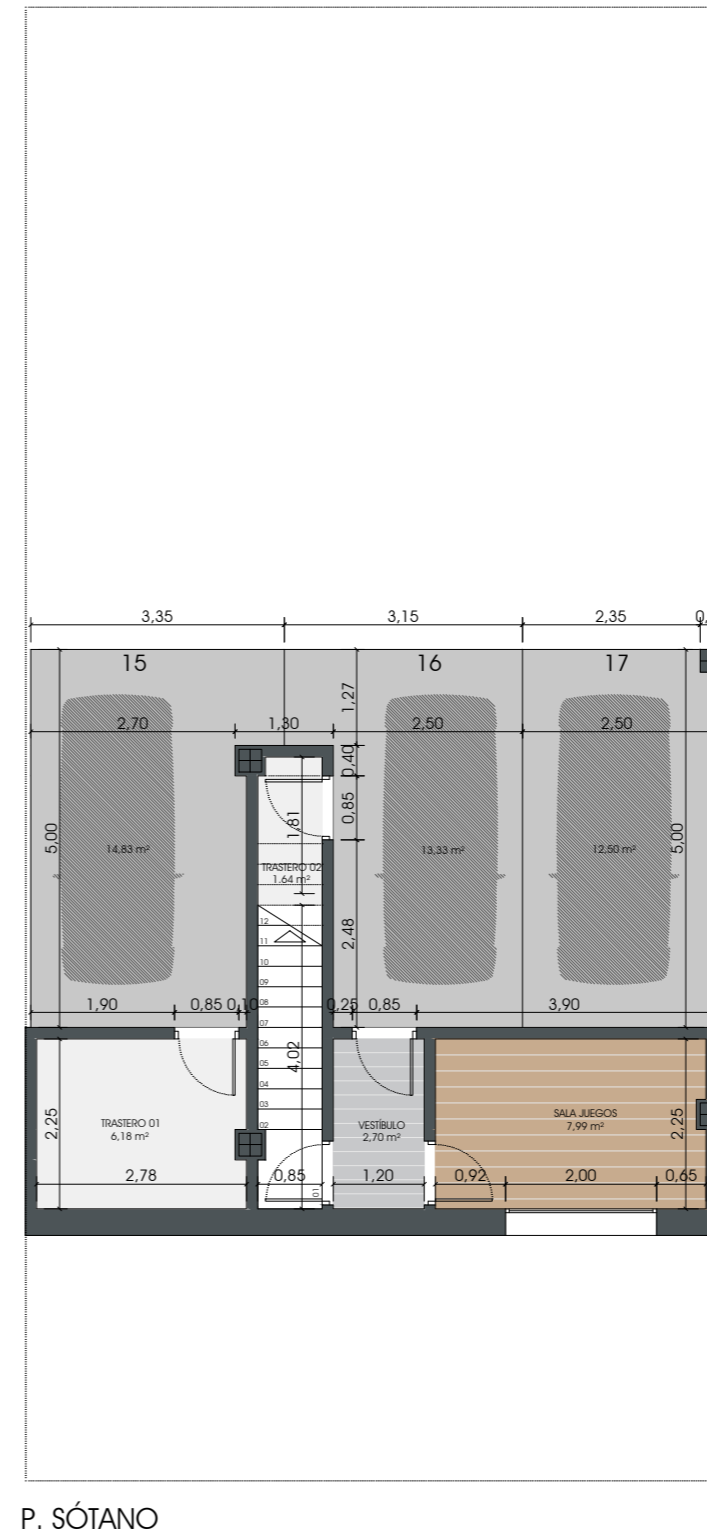 3,35 3,15 2,35 0,
15 16 17
1,27
2,70 1,30 2,50 2,50
0,40
0,85
1,81
5,00 5,00
14,83 m² 13,33 m² 12,50 m²
TRASTERO 02
1.64 m²
2,48
12
11
10
09
08
07
06
05
04
03
02
01
1,90 0,85 0,10 0,25 0,85 3,90
4,02
2,25 2,25
TRASTERO 01
6,18 m²
VESTÍBULO
2,70 m²
SALA JUEGOS
7,99 m²
2,78 0,85 1,20 0,92 2,00 0,65
P. SÓTANO